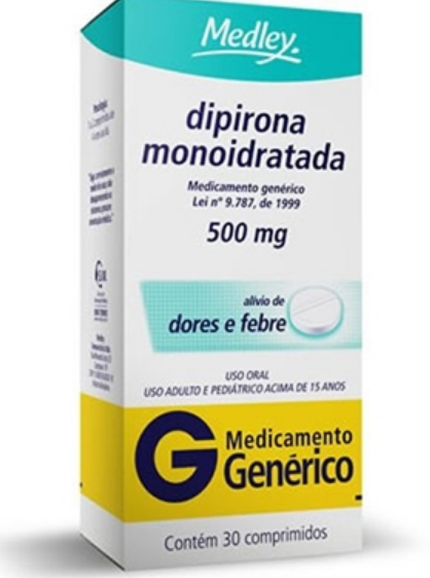 Medley.
dipirona
monoidratada
Medicamento genérico
Lei nº 9.787, de 1999
500 mg
alívio de
dores e febre
USO ORAL
USO ADULTO E PEDIÁTRICO ACIMA DE 15 ANOS
G Medicamento
Genérico
Contém 30 comprimidos